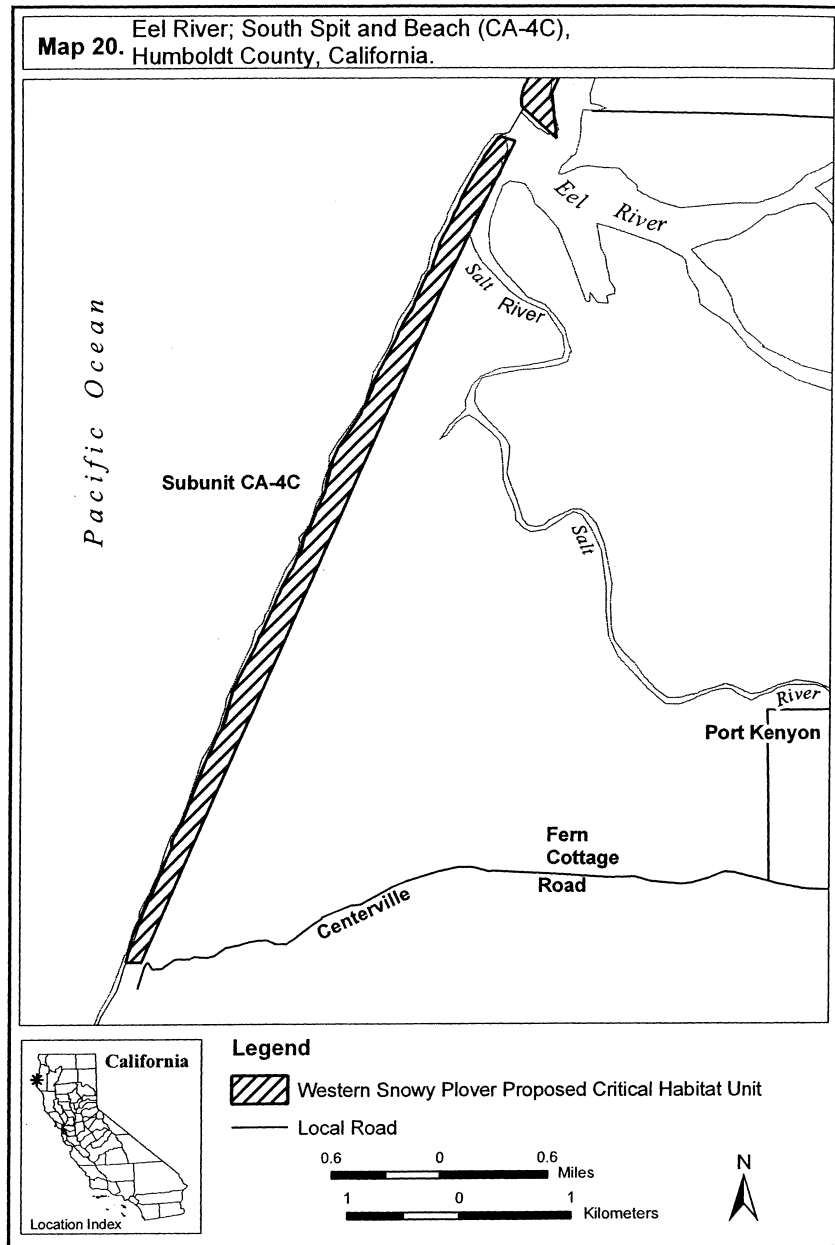 Map 20. Eel River; South Spit and Beach (CA-4C),
Humboldt County, California.
Eel River
Salt River
Pacific Ocean
Subunit CA-4C
Salt
River
Port Kenyon
Fern
Cottage
Road
Centerville
California
Location Index
Legend
Western Snowy Plover Proposed Critical Habitat Unit
Local Road
0.6 0 0.6 Miles
1 0 1 Kilometers
N